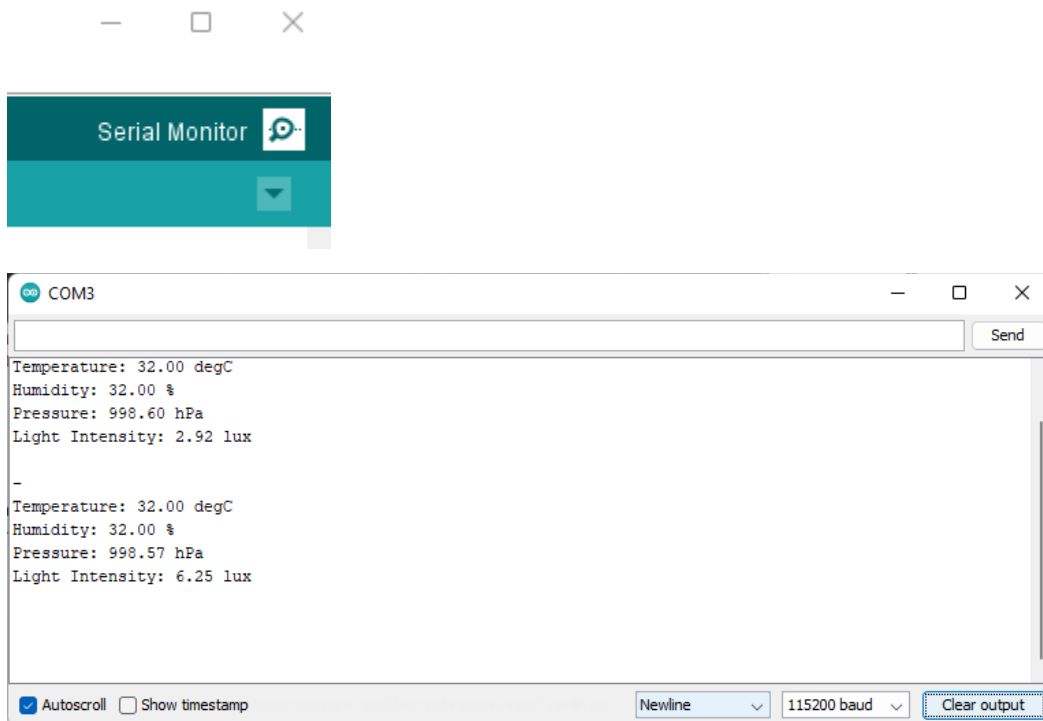 Serial Monitor
COM3
Send
Temperature: 32.00 degC
Humidity: 32.00 %
Pressure: 998.60 hPa
Light Intensity: 2.92 lux
-
Temperature: 32.00 degC
Humidity: 32.00 %
Pressure: 998.57 hPa
Light Intensity: 6.25 lux
Autoscroll Show timestamp Newline 115200 baud Clear output